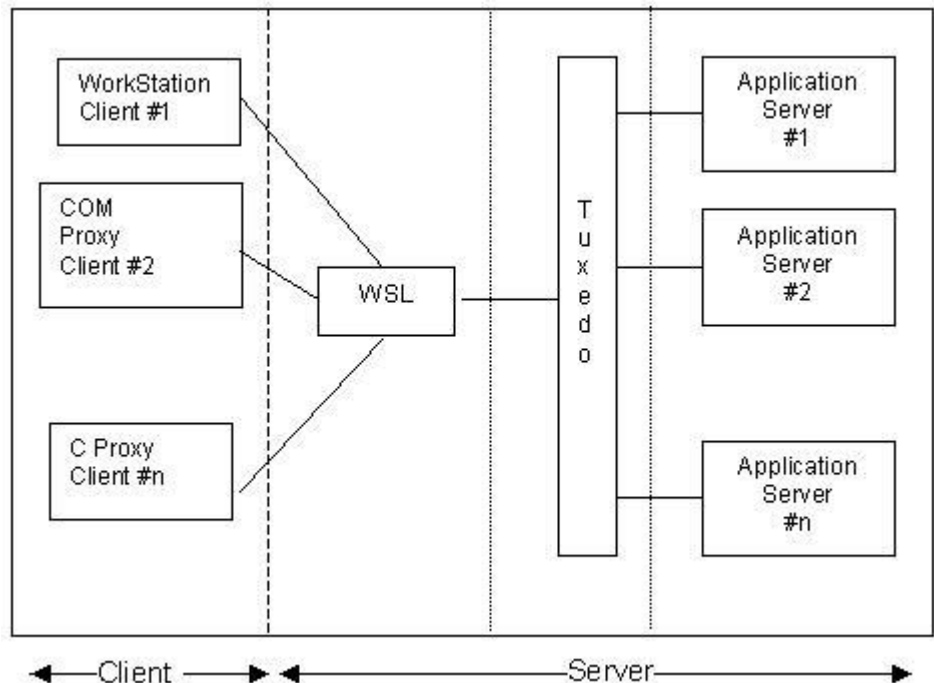 WorkStation
Client #1
COM
Proxy
Client #2
C Proxy
Client #n
WSL
T
u
x
e
d
o
Application
Server
#1
Application
Server
#2
Application
Server
#n
Client
Server